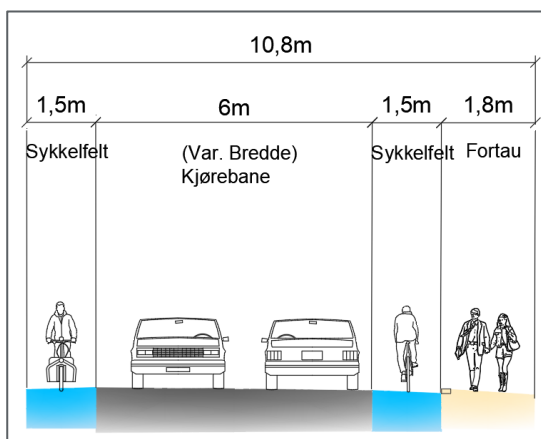 10,8m
1,5m 6m 1,5m 1,8m
Sykkelfelt (Var. Bredde) Sykkelfelt Fortau
Kjørebane